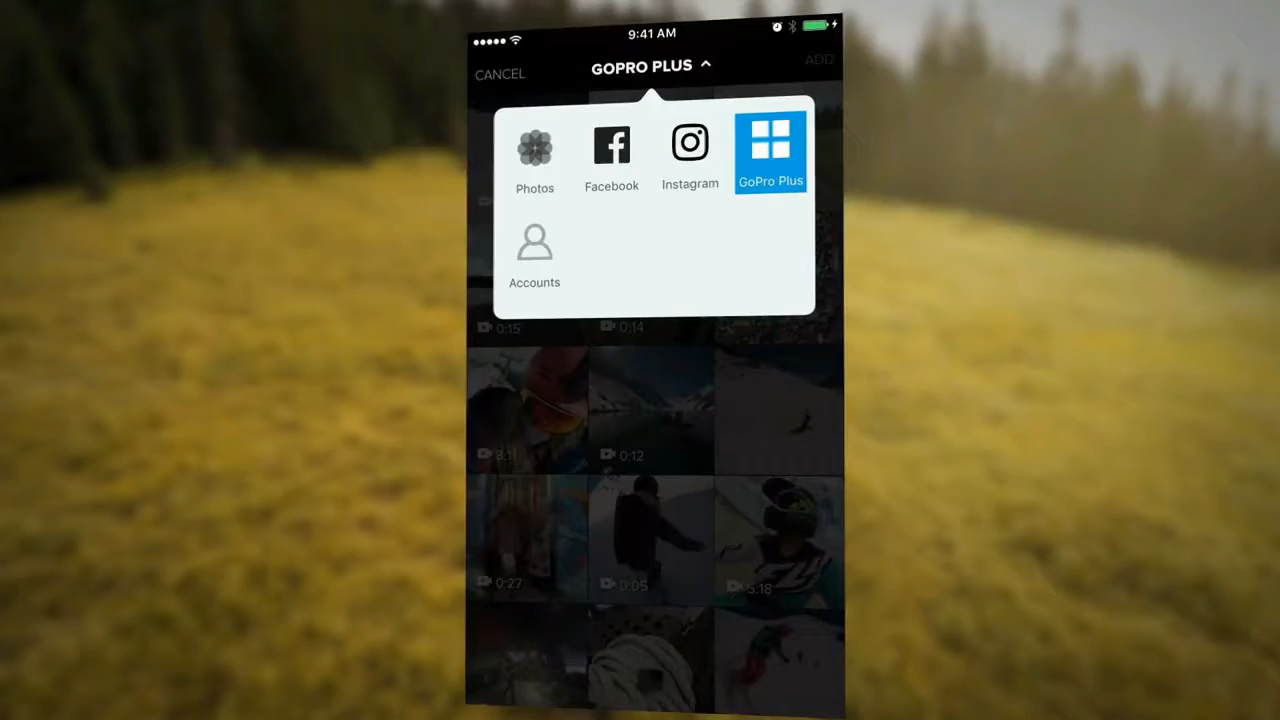 9:41 AM
CANCEL
GOPRO PLUS
ADD
Photos
Facebook
Instagram
GoPro Plus
Accounts
0:15
0:14
0:12
0:27
0:05
5:18